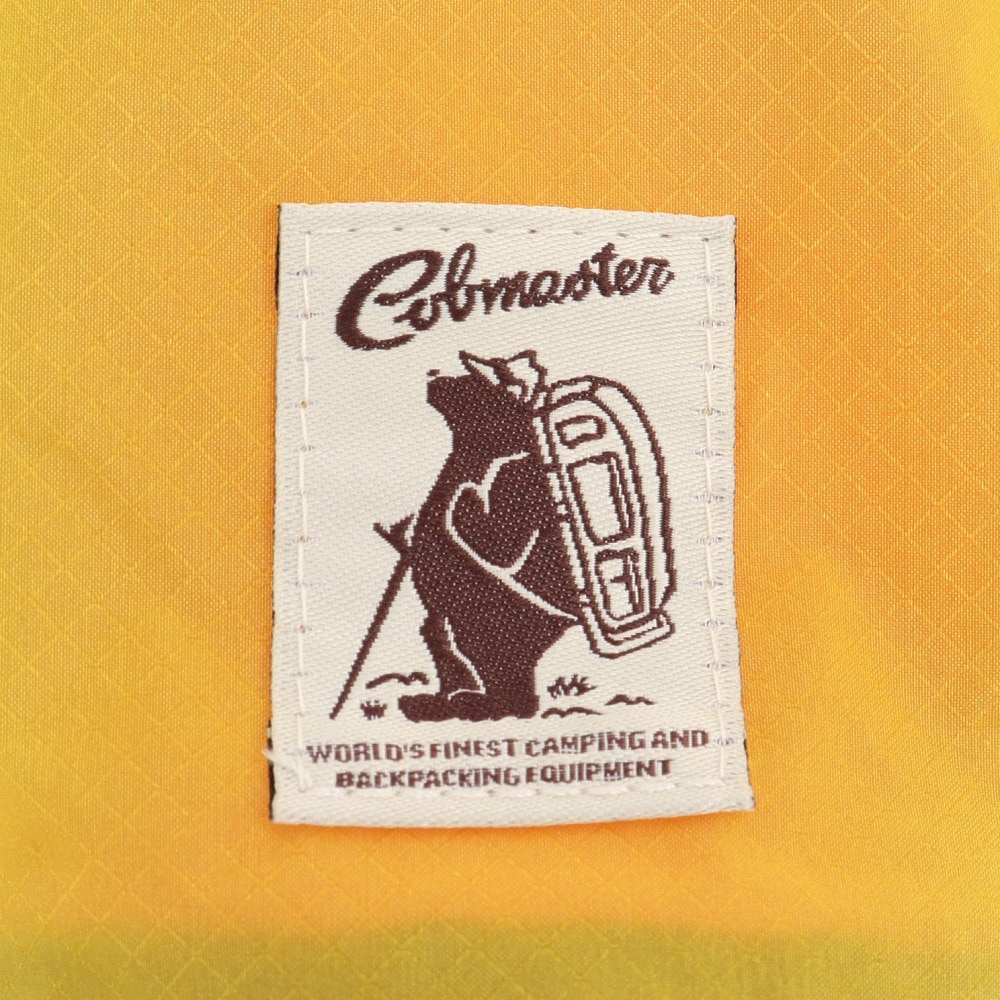 Cobmaster
WORLD'S FINEST CAMPING AND
BACKPACKING EQUIPMENT